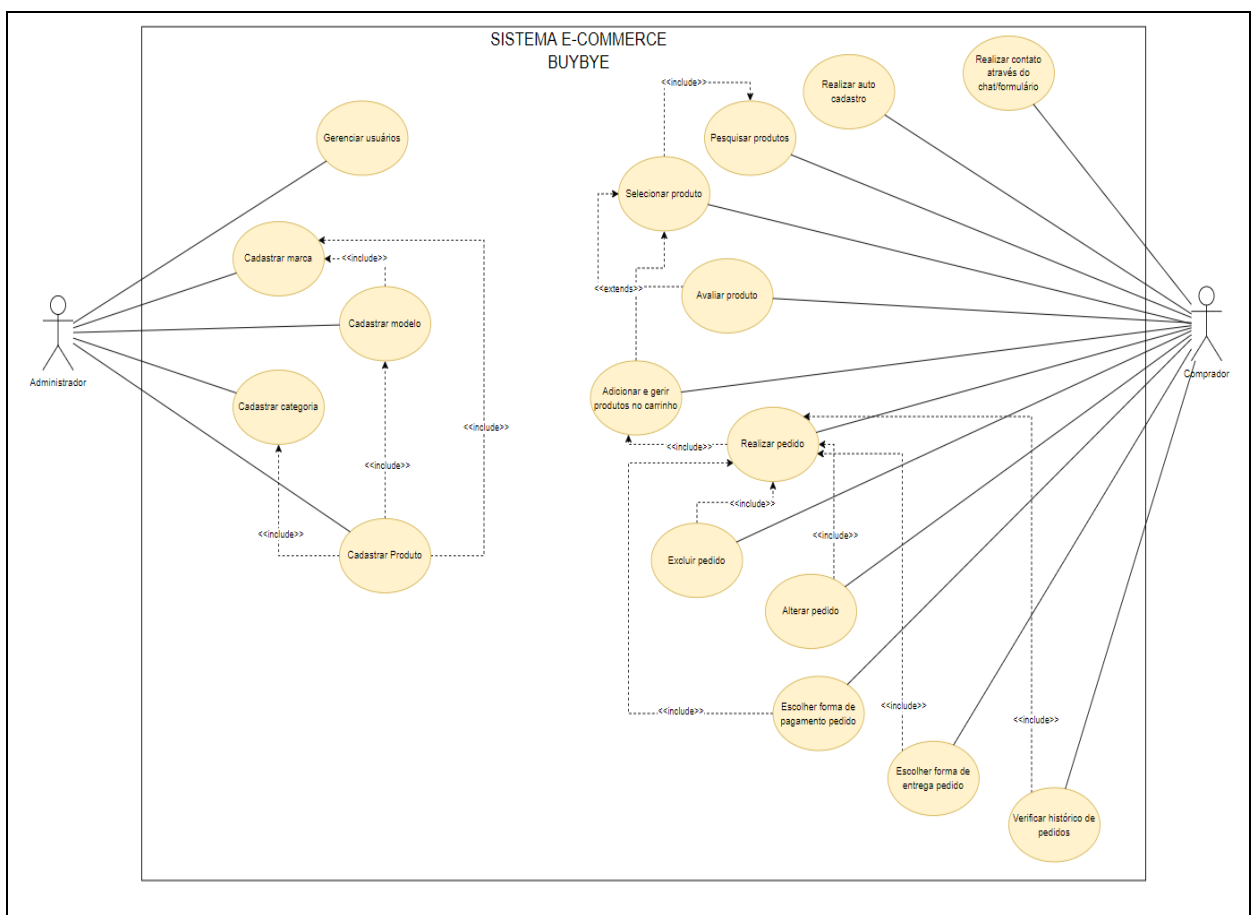 SISTEMA E-COMMERCE
BUYBYE
Realizar contato
através do
chat/formulário
<<include>>
Realizar auto
cadastro
Gerenciar usuários
Pesquisar produtos
Selecionar produto
Cadastrar marca
<<include>>
<<extends>>
Avaliar produto
Cadastrar modelo
Administrador
Comprador
Cadastrar categoria
Adicionar e gerir
produtos no carrinho
<<include>>
<<include>>
Realizar pedido
<<include>>
<<include>>
<<include>>
<<include>>
Cadastrar Produto
Excluir pedido
Alterar pedido
<<include>>
Escolher forma de
pagamento pedido
<<include>>
<<include>>
Escolher forma de
entrega pedido
Verificar histórico de
pedidos